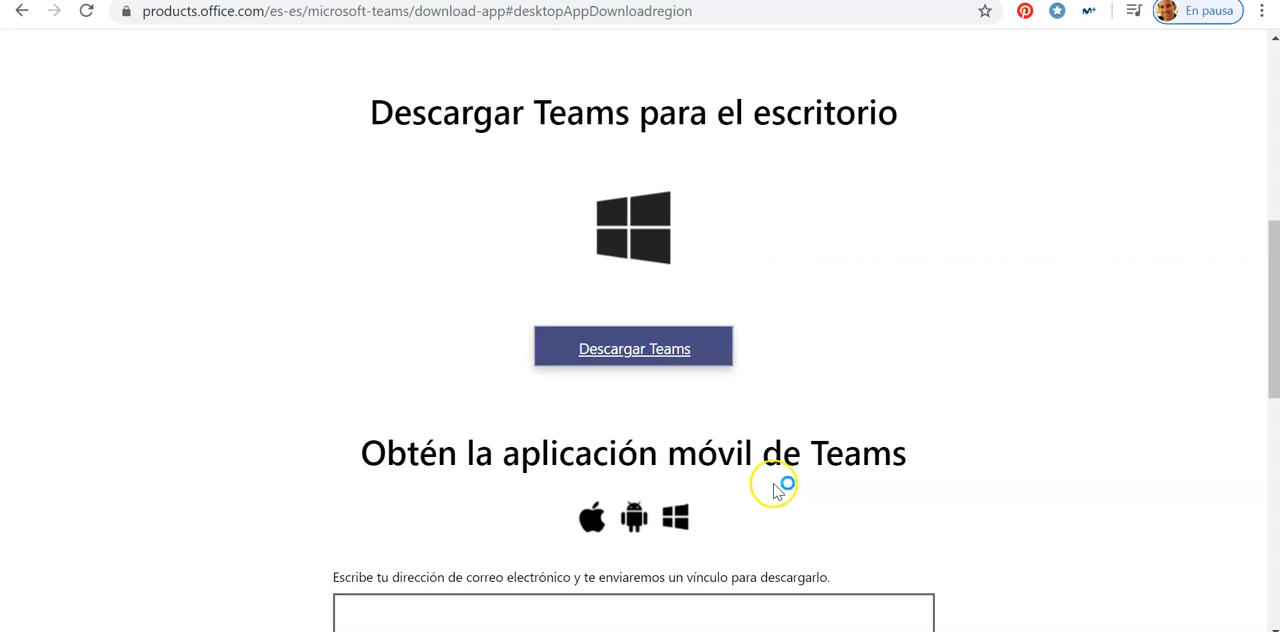 products.office.com/es-es/microsoft-teams/download-app#desktopAppDownloadregion
En pausa
Descargar Teams para el escritorio
Descargar Teams
Obtén la aplicación móvil de Teams
Escribe tu dirección de correo electrónico y te enviaremos un vínculo para descargarlo.